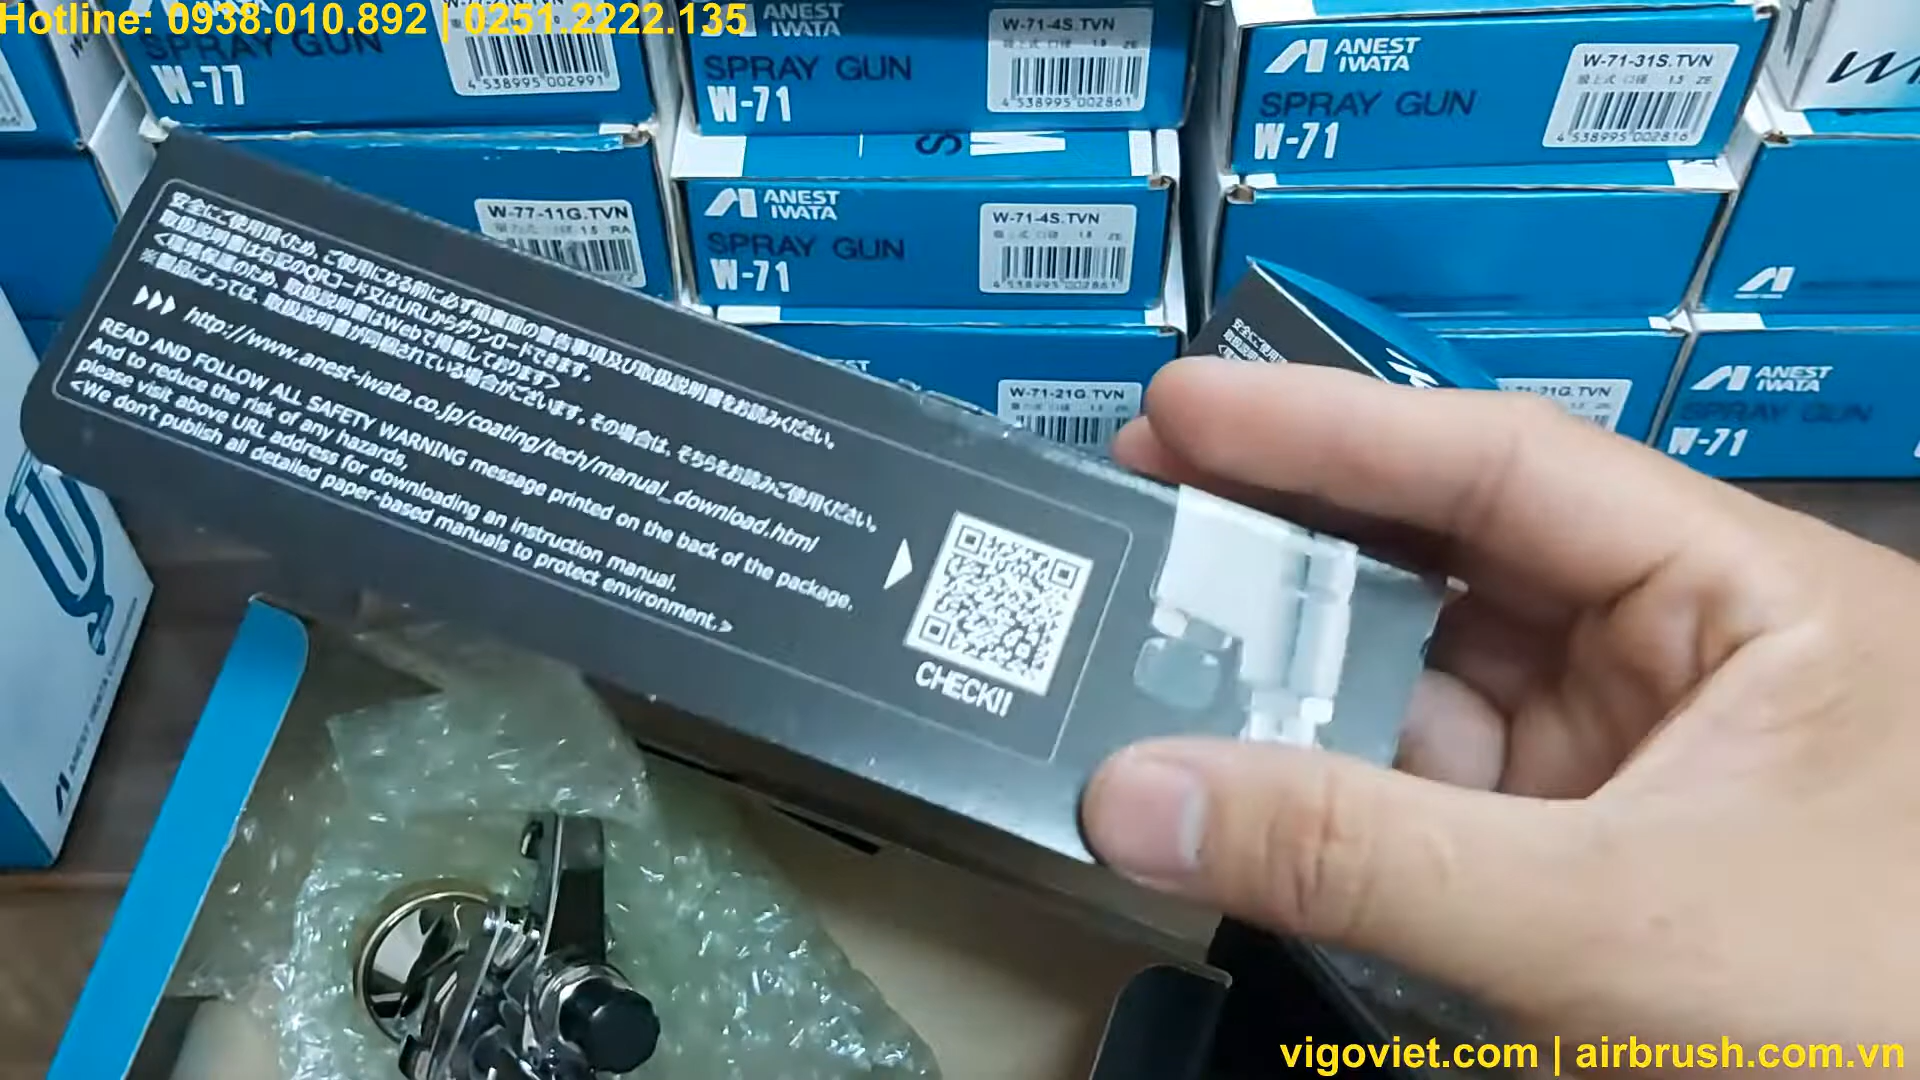 Hotline: 0938.010.892 | 0251.2222.135
SPRAY GUN
W-77
4 538995 002991
ANEST
IWATA
SPRAY GUN
W-71
W-71-4S.TVN
4 538995 002861
ANEST
IWATA
SPRAY GUN
W-71
W-71-31S.TVN
4 538995 002816
W-77-11G.TVN
ANEST
IWATA
SPRAY GUN
W-71
W-71-4S.TVN
4 538995 002861
W-71-21G.TVN
ANEST
IWATA
SPRAY GUN
W-71
安全にご使用頂くため、ご使用になる前に必ず箱裏面の警告事項及び取扱説明書をお読みください。
取扱説明書は右記のQRコード又はURLからダウンロードできます。
<環境保護のため、取扱説明書はWebで掲載しております>
※製品によっては、取扱説明書が同梱されている場合がございます。その場合は、そちらをお読みご使用ください。
http://www.anest-iwata.co.jp/coating/tech/manual_download.html
READ AND FOLLOW ALL SAFETY WARNING message printed on the back of the package.
And to reduce the risk of any hazards,
please visit above URL address for downloading an instruction manual.
<We don't publish all detailed paper-based manuals to protect environment.>
CHECK!!
vigoviet.com | airbrush.com.vn